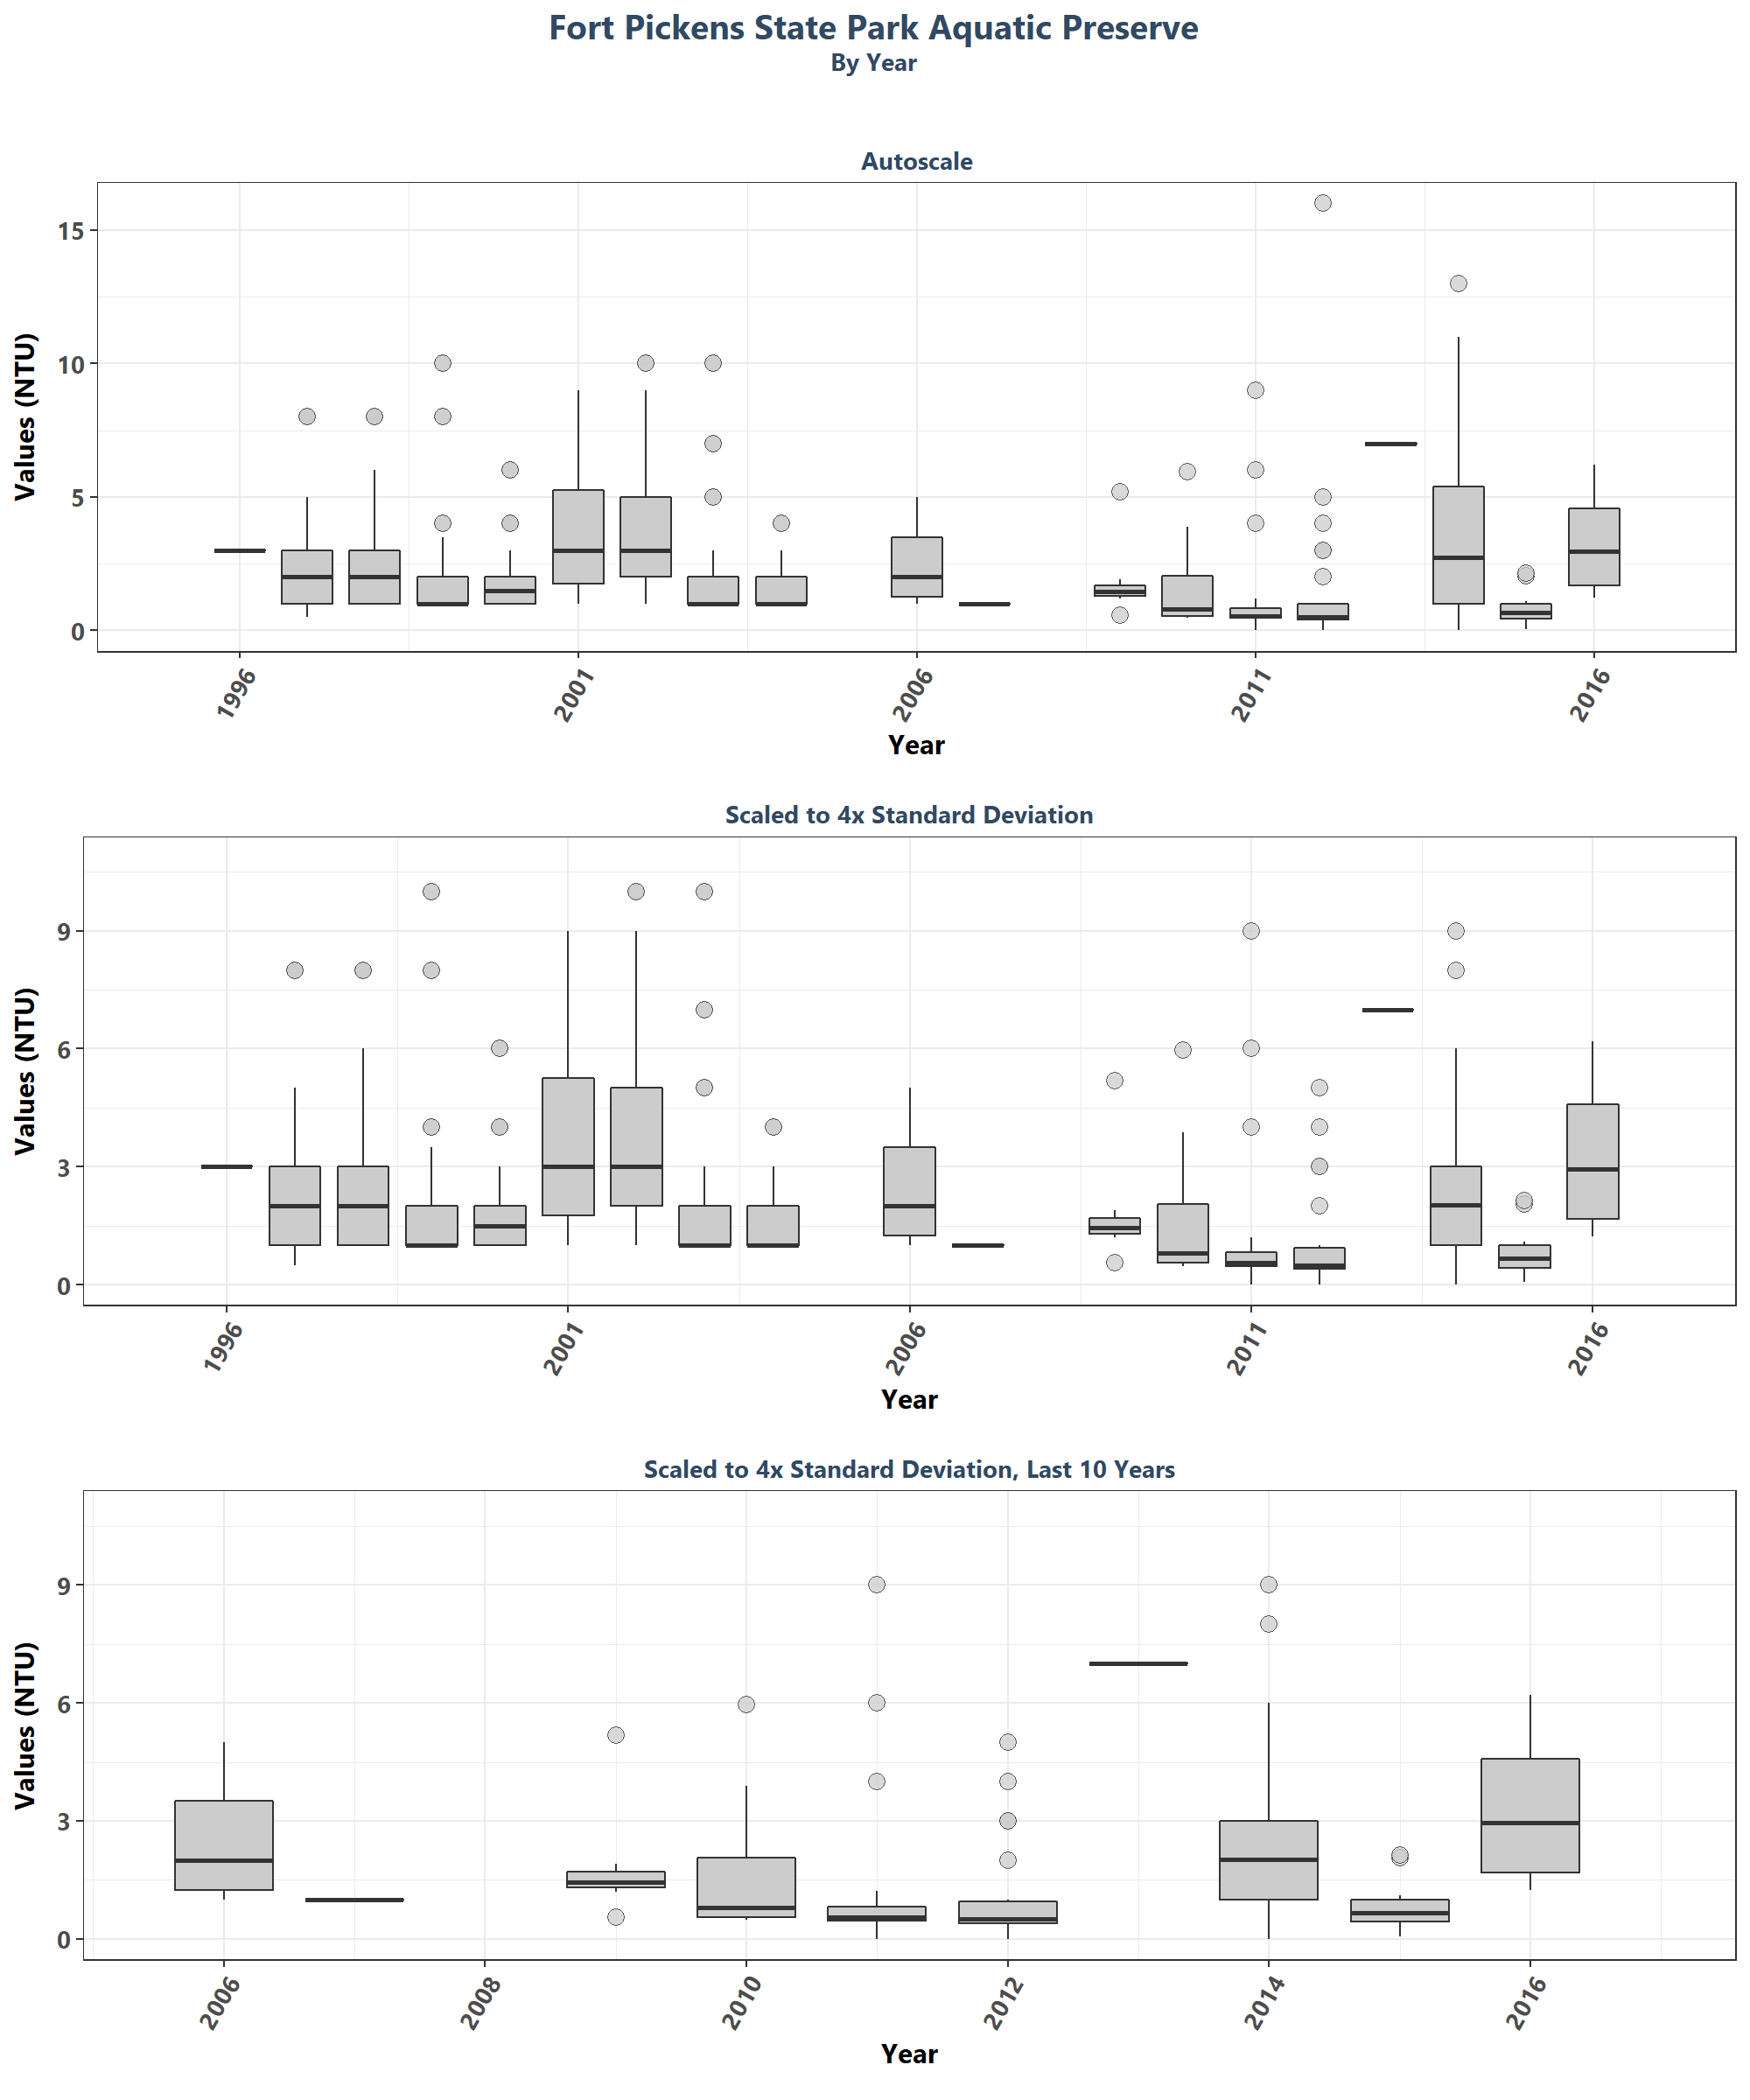 Fort Pickens State Park Aquatic Preserve
By Year
Autoscale
Values (NTU)
15
10
5
0
1996
2001
2006
2011
2016
Year
Scaled to 4x Standard Deviation
Values (NTU)
9
6
3
0
1996
2001
2006
2011
2016
Year
Scaled to 4x Standard Deviation, Last 10 Years
Values (NTU)
9
6
3
0
2006
2008
2010
2012
2014
2016
Year